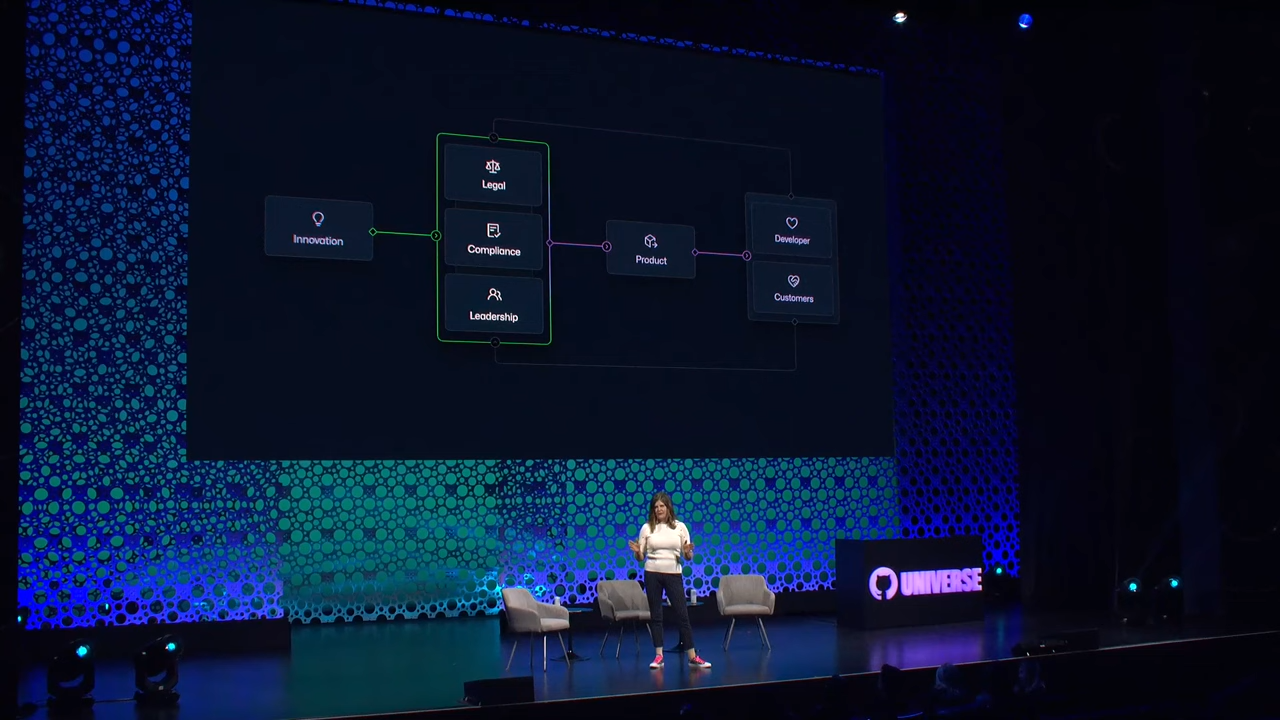 Innovation
Legal
Compliance
Leadership
Product
Developer
Customers
UNIVERSE